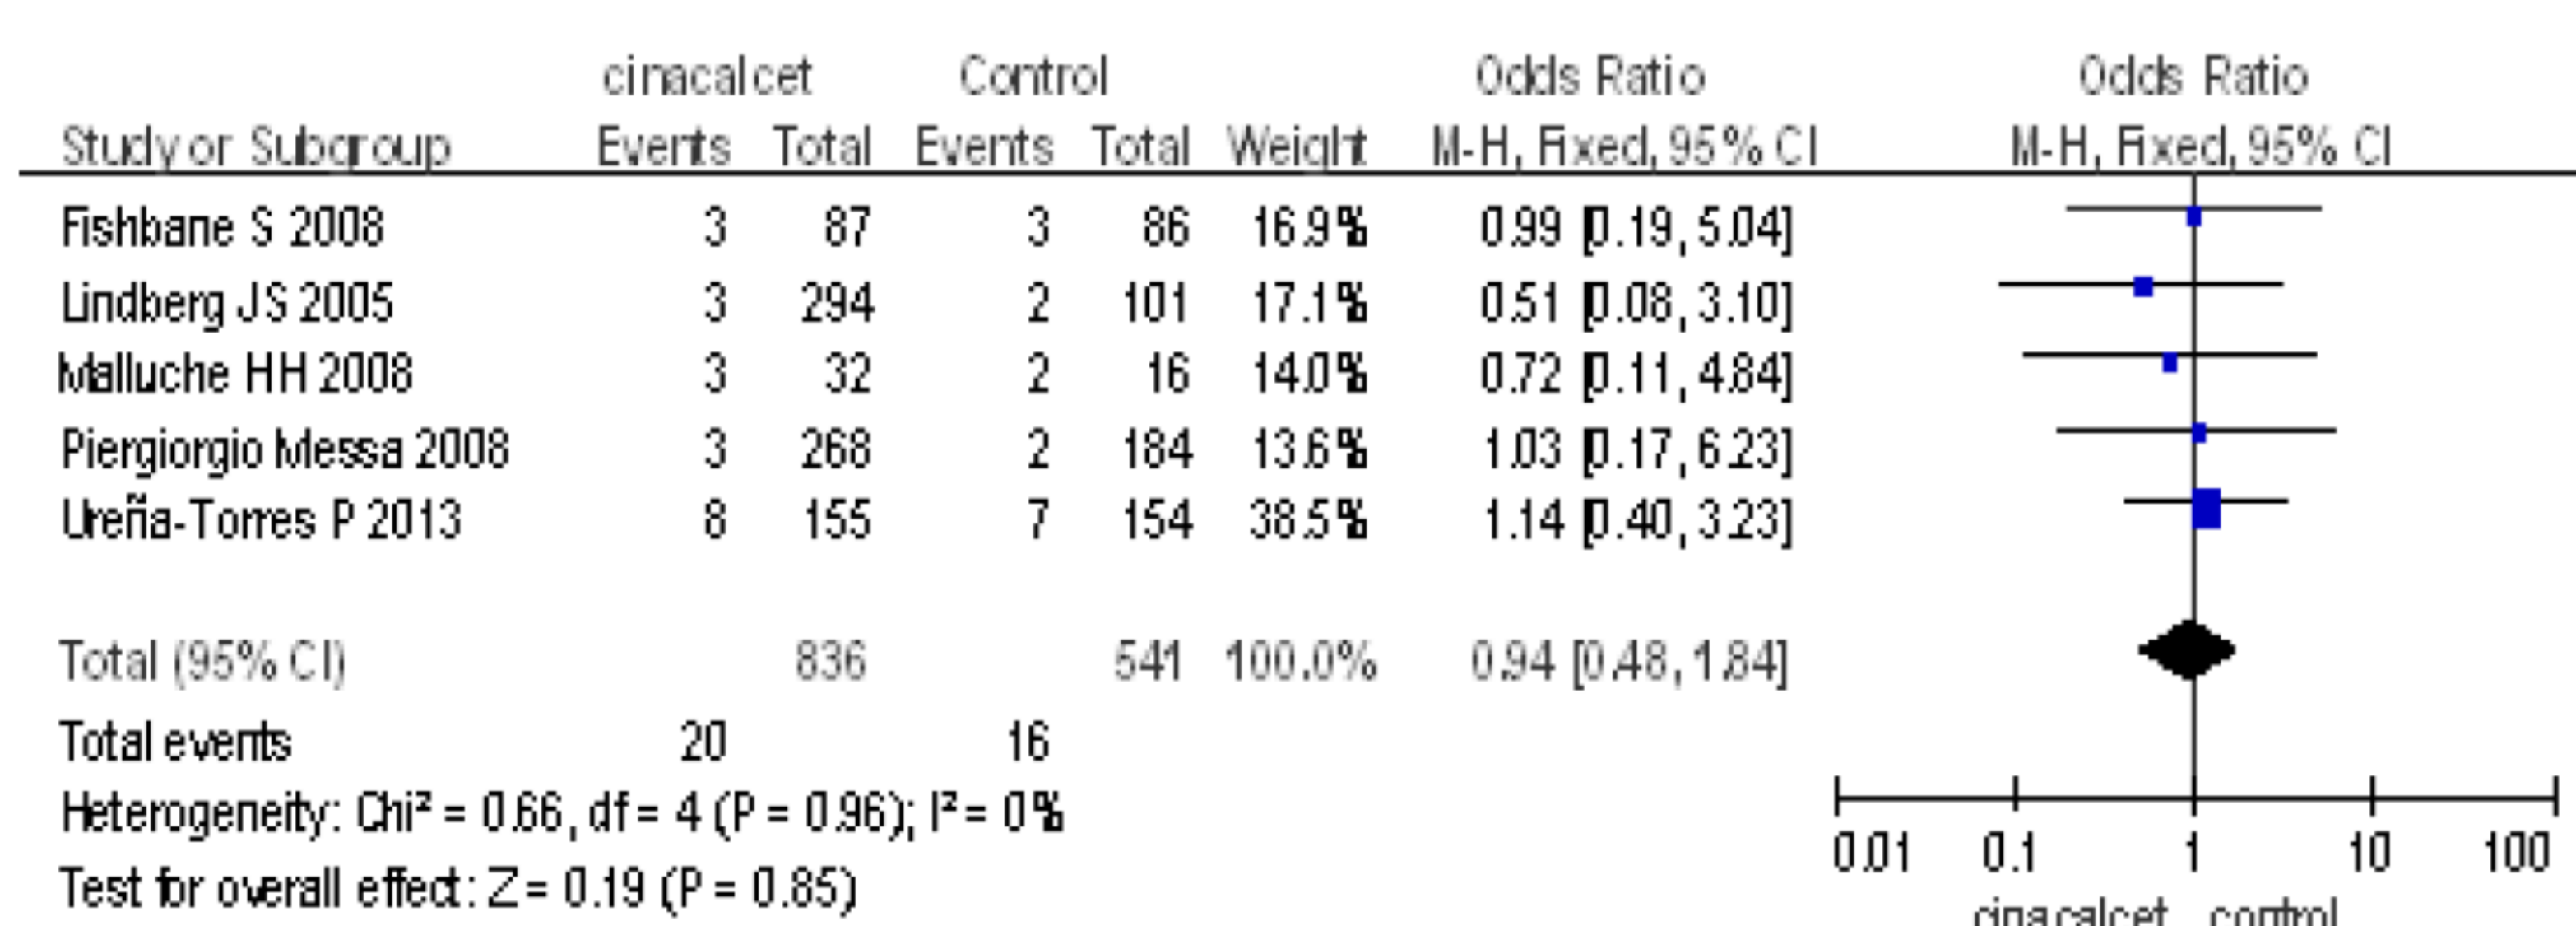 cinacalcet Control Odds Ratio Odds Ratio
Study or Subgroup Events Total Events Total Weight M-H, Fixed, 95% CI M-H, Fixed, 95% CI
Fishbane S 2008 3 87 3 86 16.9% 0.99 [0.19, 5.04]
Lindberg JS 2005 3 294 2 101 17.1% 0.51 [0.08, 3.10]
Malluche HH 2008 3 32 2 16 14.0% 0.72 [0.11, 4.84]
Piergiorgio Messa 2008 3 268 2 184 13.6% 1.03 [0.17, 6.23]
Ureña-Torres P 2013 8 155 7 154 38.5% 1.14 [0.40, 3.23]
Total (95% CI) 836 541 100.0% 0.94 [0.48, 1.84]
Total events 20 16
Heterogeneity: Chi² = 0.66, df = 4 (P = 0.96); I² = 0%
Test for overall effect: Z = 0.19 (P = 0.85)
0.01 0.1 1 10 100
cinacalcet control